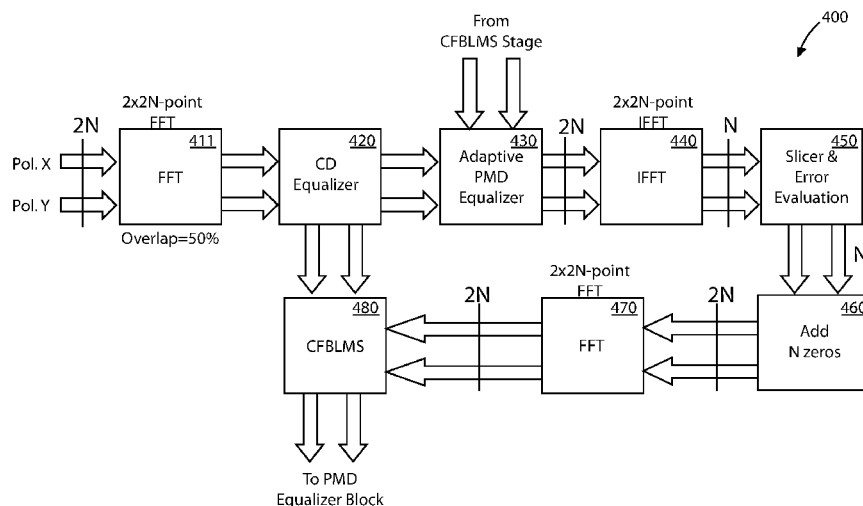 From
CFBLMS Stage
400
2x2N-point
FFT
2x2N-point
IFFT
2N
411
420
430
2N
440
N
450
Pol. X
Pol. Y
FFT
CD
Equalizer
Adaptive
PMD
Equalizer
IFFT
Slicer &
Error
Evaluation
Overlap=50%
N
2x2N-point
FFT
480
2N
470
2N
460
CFBLMS
FFT
Add
N zeros
To PMD
Equalizer Block